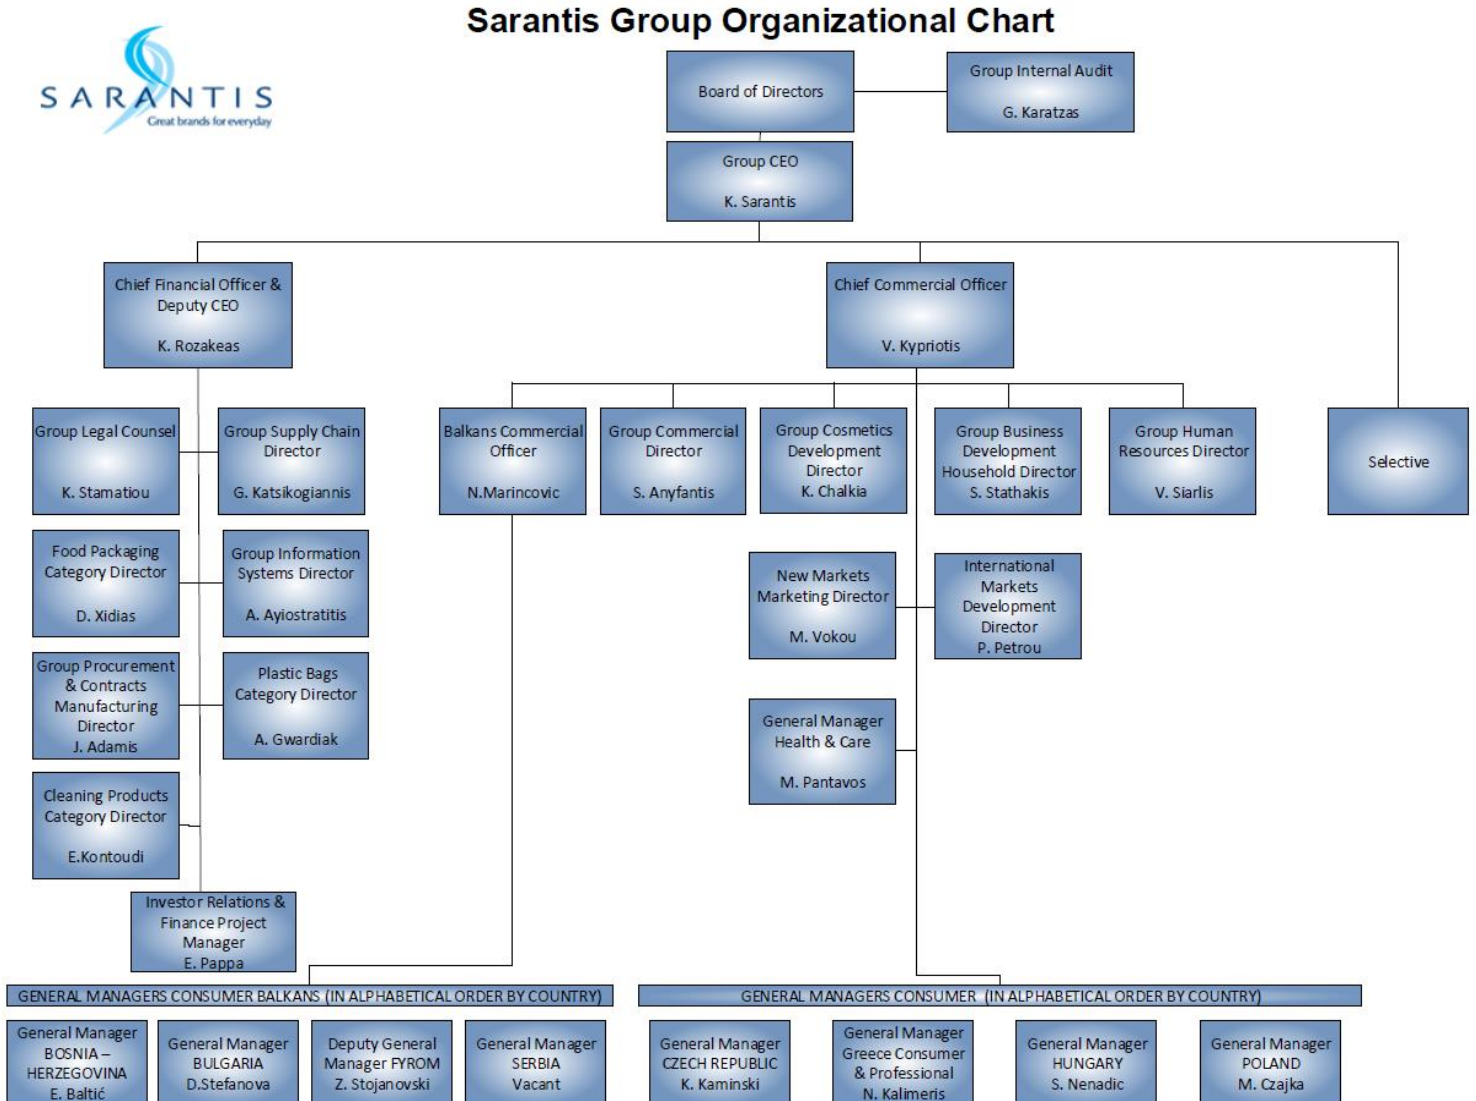 Sarantis Group Organizational Chart
SARANTIS
Great brands for everyday
Board of Directors
Group Internal Audit
G. Karatzas
Group CEO
K. Sarantis
Chief Financial Officer &
Deputy CEO
K. Rozakeas
Chief Commercial Officer
V. Kypriotis
Group Legal Counsel
K. Stamatiou
Group Supply Chain
Director
G. Katsikogiannis
Balkans Commercial
Officer
N.Marincovic
Group Commercial
Director
S. Anyfantis
Group Cosmetics
Development
Director
K. Chalkia
Group Business
Development
Household Director
S. Stathakis
Group Human
Resources Director
V. Siarlis
Selective
Food Packaging
Category Director
D. Xidias
Group Information
Systems Director
A. Ayiostratitis
New Markets
Marketing Director
M. Vokou
International
Markets
Development
Director
P. Petrou
Group Procurement
& Contracts
Manufacturing
Director
J. Adamis
Plastic Bags
Category Director
A. Gwardiak
General Manager
Health & Care
M. Pantavos
Cleaning Products
Category Director
E.Kontoudi
Investor Relations &
Finance Project
Manager
E. Pappa
GENERAL MANAGERS CONSUMER BALKANS (IN ALPHABETICAL ORDER BY COUNTRY)
GENERAL MANAGERS CONSUMER (IN ALPHABETICAL ORDER BY COUNTRY)
General Manager
BOSNIA –
HERZEGOVINA
E. Baltić
General Manager
BULGARIA
D.Stefanova
Deputy General
Manager FYROM
Z. Stojanovski
General Manager
SERBIA
Vacant
General Manager
CZECH REPUBLIC
K. Kaminski
General Manager
Greece Consumer
& Professional
N. Kalimeris
General Manager
HUNGARY
S. Nenadic
General Manager
POLAND
M. Czajka